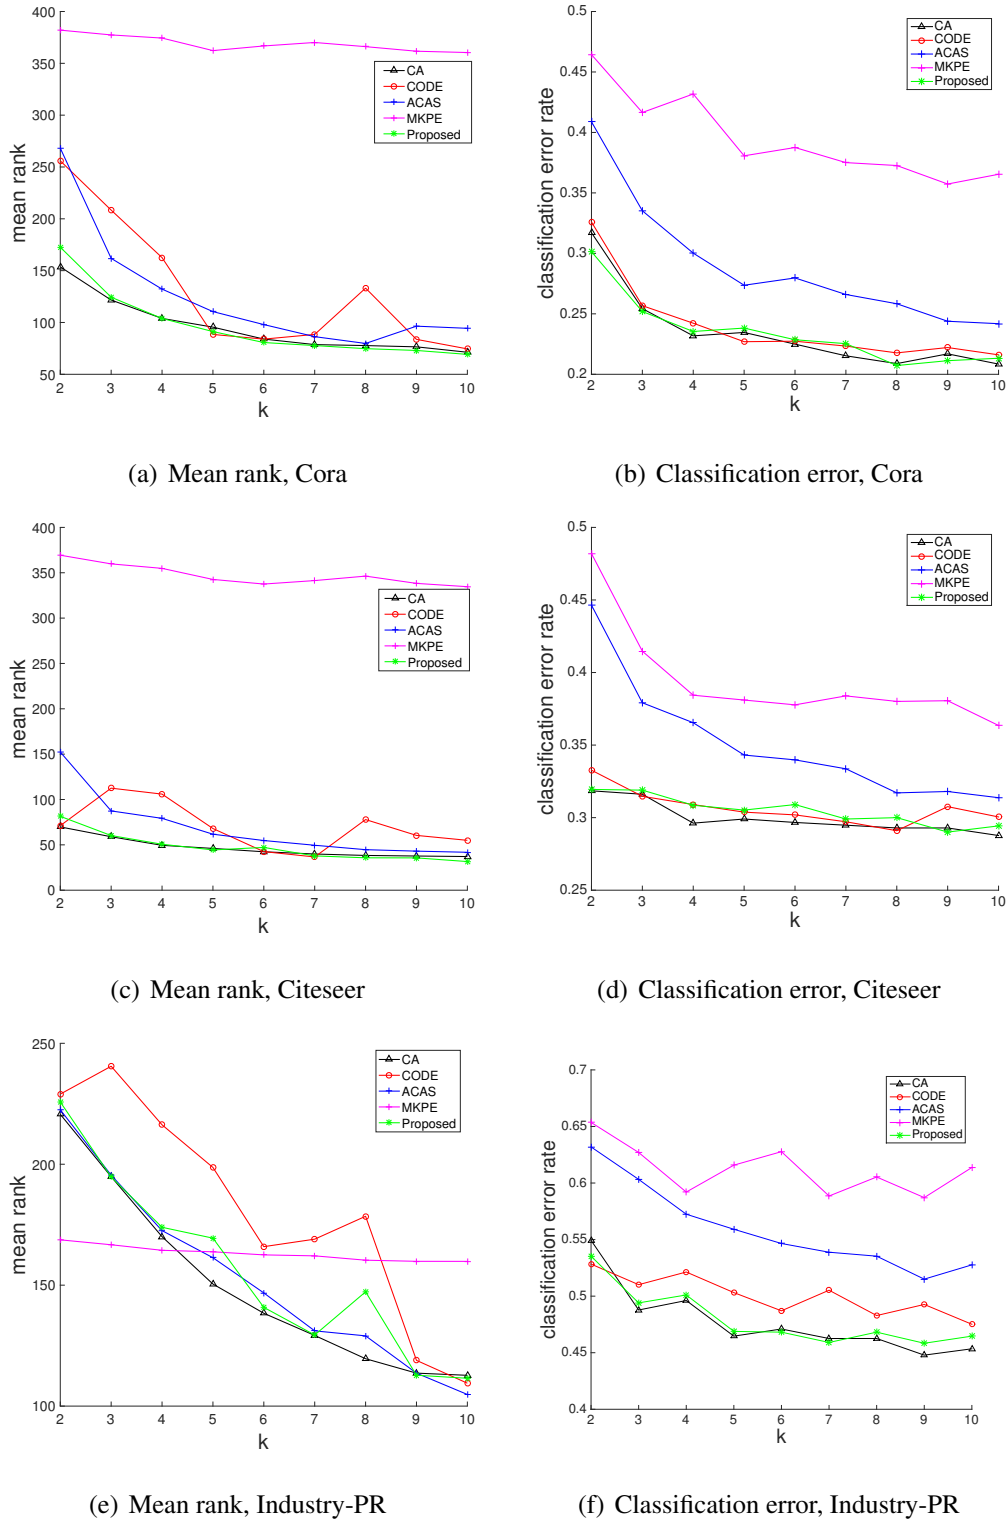 400
350
300
250
200
150
100
50
2 3 4 5 6 7 8 9 10
k
mean rank
CA
CODE
ACAS
MKPE
Proposed
0.5
0.45
0.4
0.35
0.3
0.25
0.2
2 3 4 5 6 7 8 9 10
k
classification error rate
CA
CODE
ACAS
MKPE
Proposed
(a) Mean rank, Cora
(b) Classification error, Cora
400
350
300
250
200
150
100
50
0
2 3 4 5 6 7 8 9 10
k
mean rank
CA
CODE
ACAS
MKPE
Proposed
0.5
0.45
0.4
0.35
0.3
0.25
2 3 4 5 6 7 8 9 10
k
classification error rate
CA
CODE
ACAS
MKPE
Proposed
(c) Mean rank, Citeseer
(d) Classification error, Citeseer
250
200
150
100
2 3 4 5 6 7 8 9 10
k
mean rank
CA
CODE
ACAS
MKPE
Proposed
0.7
0.65
0.6
0.55
0.5
0.45
0.4
2 3 4 5 6 7 8 9 10
k
classification error rate
CA
CODE
ACAS
MKPE
Proposed
(e) Mean rank, Industry-PR
(f) Classification error, Industry-PR